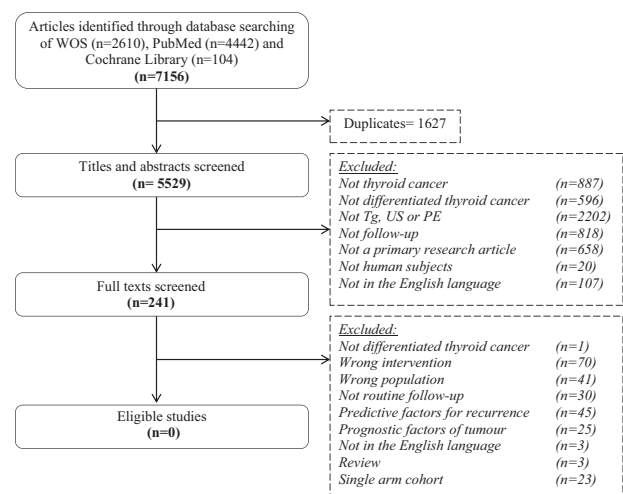 Articles identified through database searching
of WOS (n=2610), PubMed (n=4442) and
Cochrane Library (n=104)
(n=7156)
Duplicates= 1627
Titles and abstracts screened
(n= 5529)
Excluded:
Not thyroid cancer (n=887)
Not differentiated thyroid cancer (n=596)
Not Tg, US or PE (n=2202)
Not follow-up (n=818)
Not a primary research article (n=658)
Not human subjects (n=20)
Not in the English language (n=107)
Full texts screened
(n=241)
Excluded:
Not differentiated thyroid cancer (n=1)
Wrong intervention (n=70)
Wrong population (n=41)
Not routine follow-up (n=30)
Predictive factors for recurrence (n=45)
Prognostic factors of tumour (n=25)
Not in the English language (n=3)
Review (n=3)
Single arm cohort (n=23)
Eligible studies
(n=0)